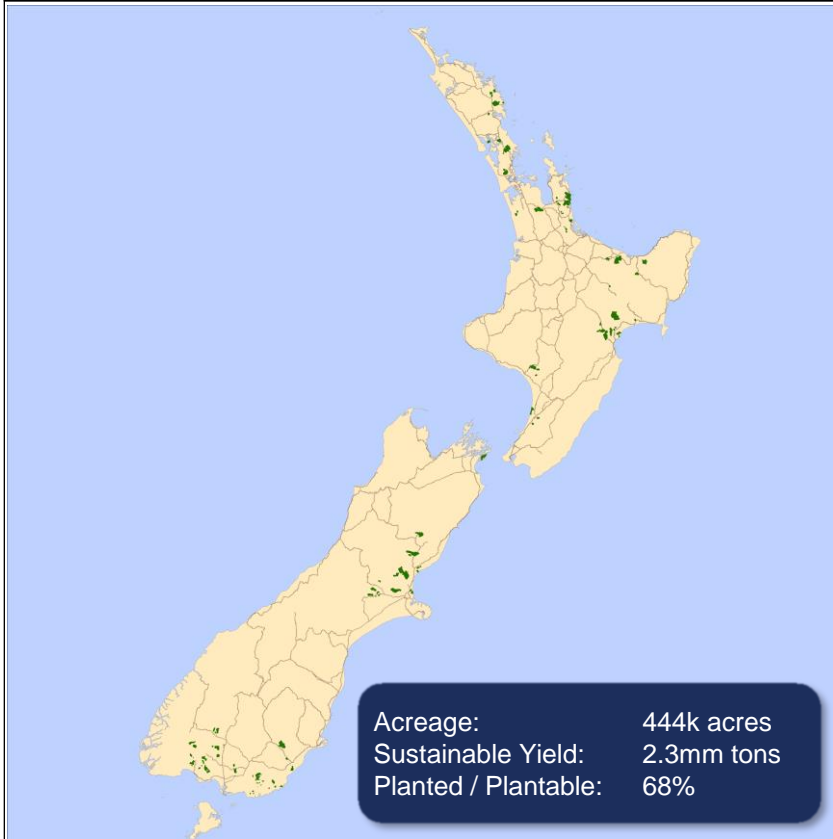 Acreage: 444k acres
Sustainable Yield: 2.3mm tons
Planted / Plantable: 68%